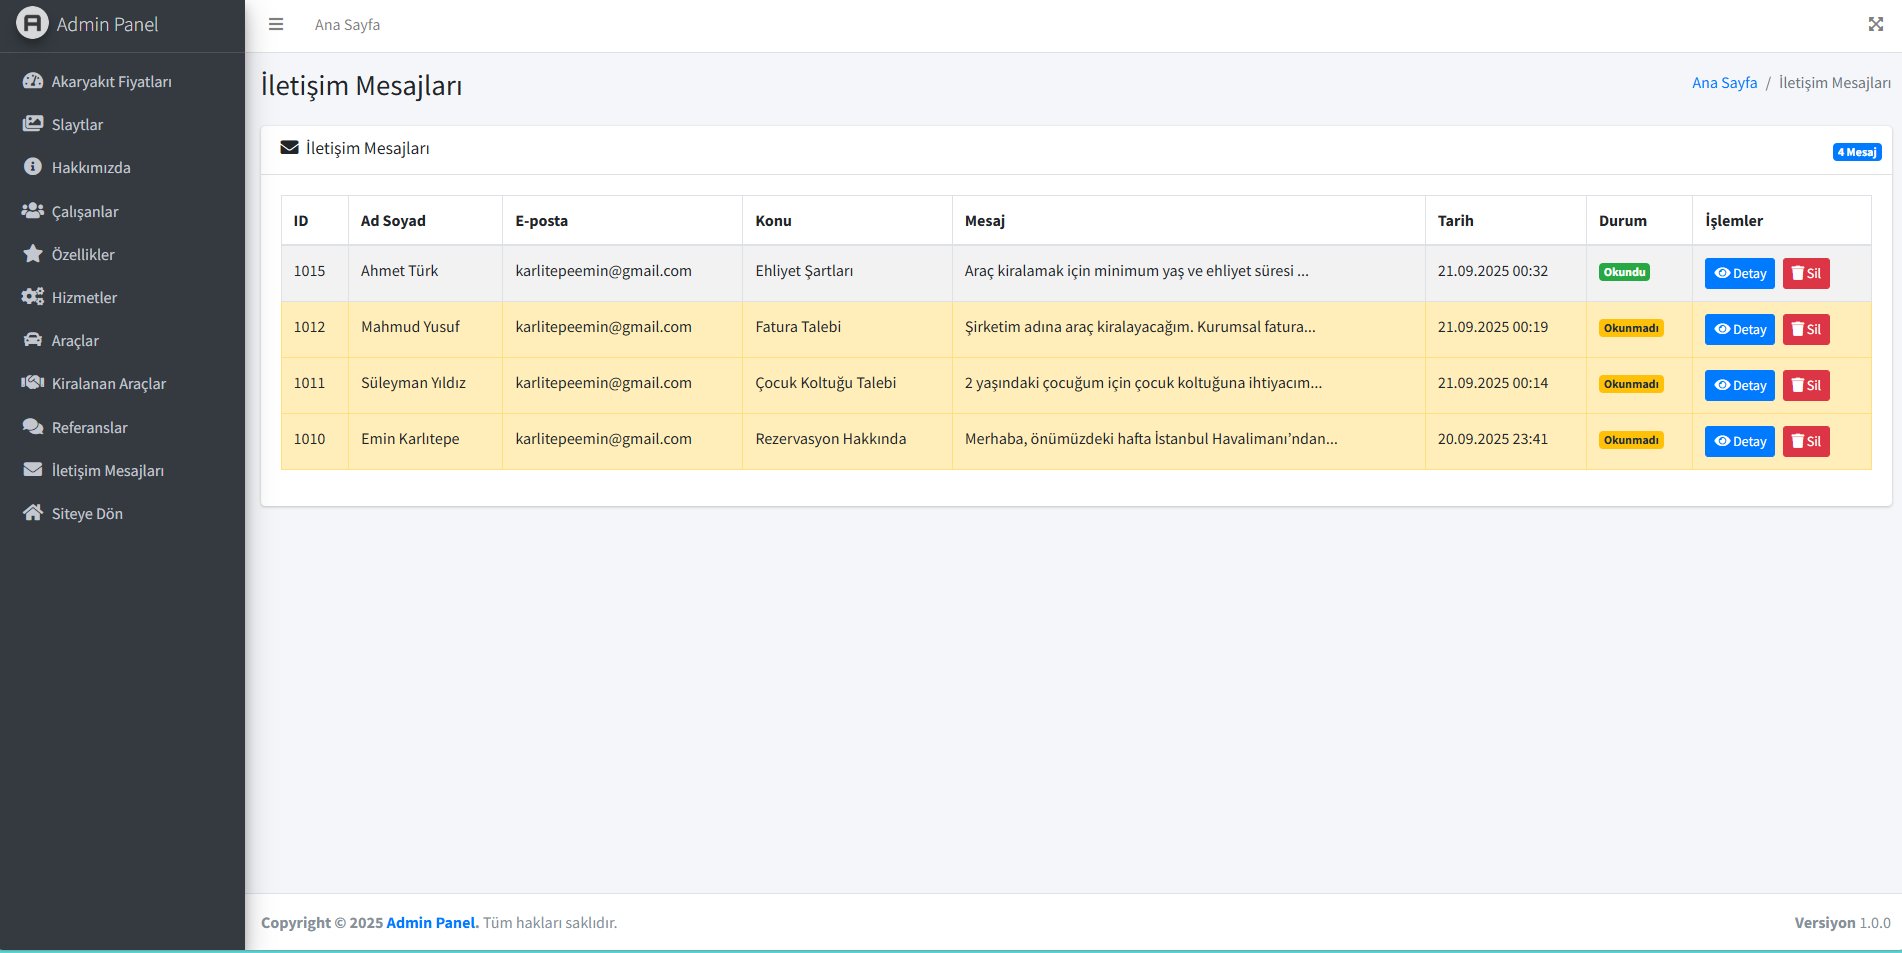 Admin Panel
Ana Sayfa
Akaryakıt Fiyatları
Slaytlar
Hakkımızda
Çalışanlar
Özellikler
Hizmetler
Araçlar
Kiralanan Araçlar
Referanslar
İletişim Mesajları
Siteye Dön
İletişim Mesajları
Ana Sayfa / İletişim Mesajları
İletişim Mesajları
4 Mesaj
ID Ad Soyad E-posta Konu Mesaj Tarih Durum İşlemler
1015 Ahmet Türk karlitepeemin@gmail.com Ehliyet Şartları Araç kiralamak için minimum yaş ve ehliyet süresi ... 21.09.2025 00:32 Okundu Detay Sil
1012 Mahmud Yusuf karlitepeemin@gmail.com Fatura Talebi Şirketim adına araç kiralayacağım. Kurumsal fatura... 21.09.2025 00:19 Okunmadı Detay Sil
1011 Süleyman Yıldız karlitepeemin@gmail.com Çocuk Koltuğu Talebi 2 yaşındaki çocuğum için çocuk koltuğuna ihtiyacım... 21.09.2025 00:14 Okunmadı Detay Sil
1010 Emin Karlıtepe karlitepeemin@gmail.com Rezervasyon Hakkında Merhaba, önümüzdeki hafta İstanbul Havalimanı’ndan... 20.09.2025 23:41 Okunmadı Detay Sil
Copyright © 2025 Admin Panel. Tüm hakları saklıdır.
Versiyon 1.0.0